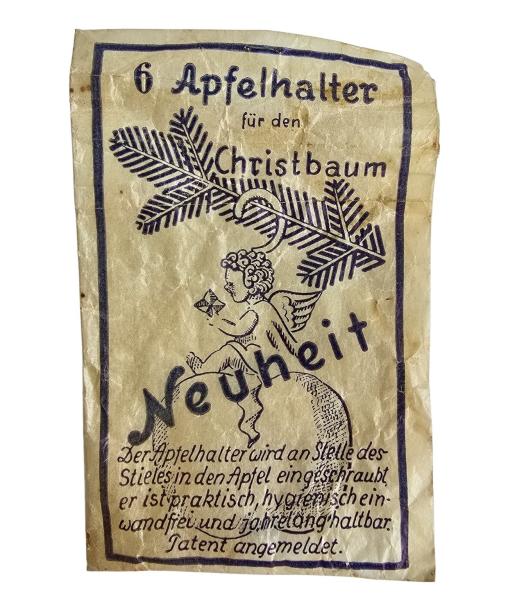 6 Apfelhalter
für den
Christbaum
Neuheit
Der Apfelhalter wird an Stelle des
Stieles in den Apfel eingeschraubt,
er ist praktisch, hygienisch ein-
wandfrei und jahrelang haltbar.
Patent angemeldet.